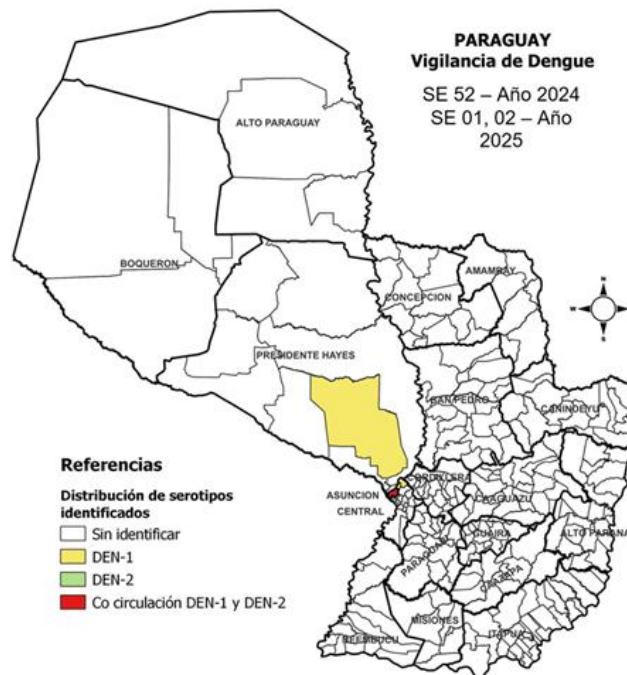 PARAGUAY
Vigilancia de Dengue
SE 52 – Año 2024
SE 01, 02 – Año
2025
ALTO PARAGUAY
BOQUERON
CONCEPCION
AMAMBAY
N
W
E
S
PRESIDENTE HAYES
SAN PEDRO
CANINDEYU
Referencias
Distribución de serotipos
identificados
Sin identificar
DEN-1
DEN-2
Co circulación DEN-1 y DEN-2
ASUNCION
CENTRAL
CORDILLERA
CAAGUAZU
GUAIRA
ALTO PARANA
PARAGUARI
CAAZAPA
MISIONES
ITAPUA
ÑEEMBUCU